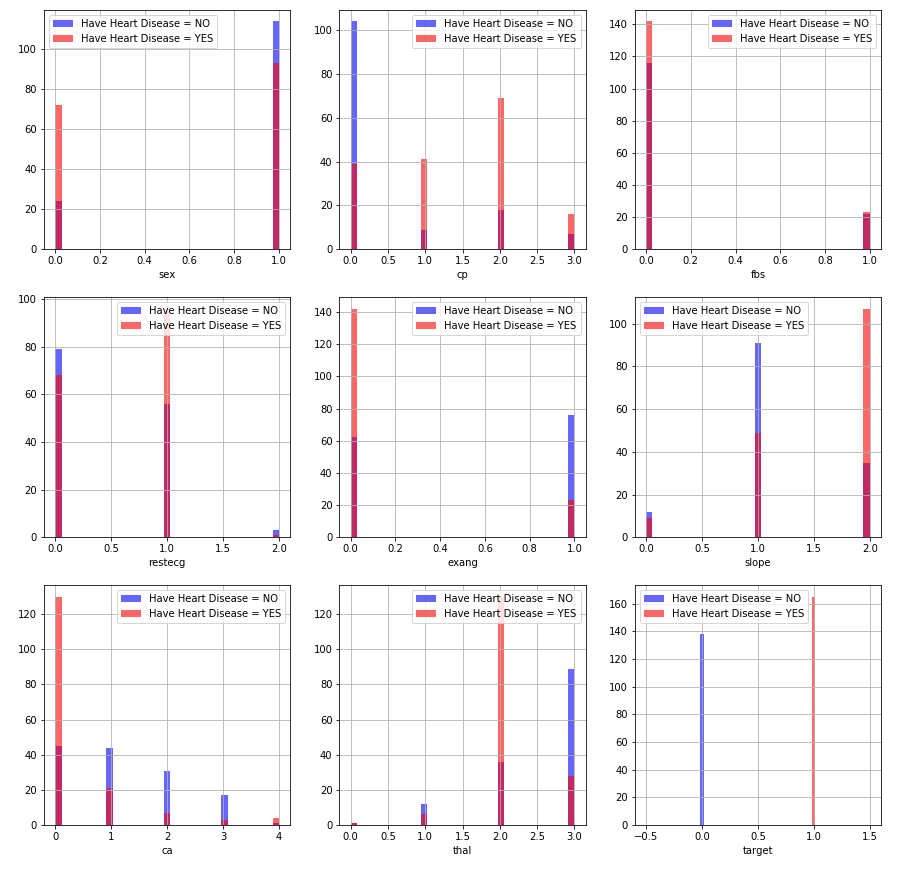 Have Heart Disease = NO
Have Heart Disease = YES
100
80
60
40
20
0
0.0 0.2 0.4 0.6 0.8 1.0
sex
Have Heart Disease = NO
Have Heart Disease = YES
100
80
60
40
20
0
0.0 0.5 1.0 1.5 2.0 2.5 3.0
cp
Have Heart Disease = NO
Have Heart Disease = YES
140
120
100
80
60
40
20
0
0.0 0.2 0.4 0.6 0.8 1.0
fbs
Have Heart Disease = NO
Have Heart Disease = YES
100
80
60
40
20
0
0.0 0.5 1.0 1.5 2.0
restecg
Have Heart Disease = NO
Have Heart Disease = YES
140
120
100
80
60
40
20
0
0.0 0.2 0.4 0.6 0.8 1.0
exang
Have Heart Disease = NO
Have Heart Disease = YES
100
80
60
40
20
0
0.0 0.5 1.0 1.5 2.0
slope
Have Heart Disease = NO
Have Heart Disease = YES
120
100
80
60
40
20
0
0 1 2 3 4
ca
Have Heart Disease = NO
Have Heart Disease = YES
120
100
80
60
40
20
0
0.0 0.5 1.0 1.5 2.0 2.5 3.0
thal
Have Heart Disease = NO
Have Heart Disease = YES
160
140
120
100
80
60
40
20
0
−0.5 0.0 0.5 1.0 1.5
target